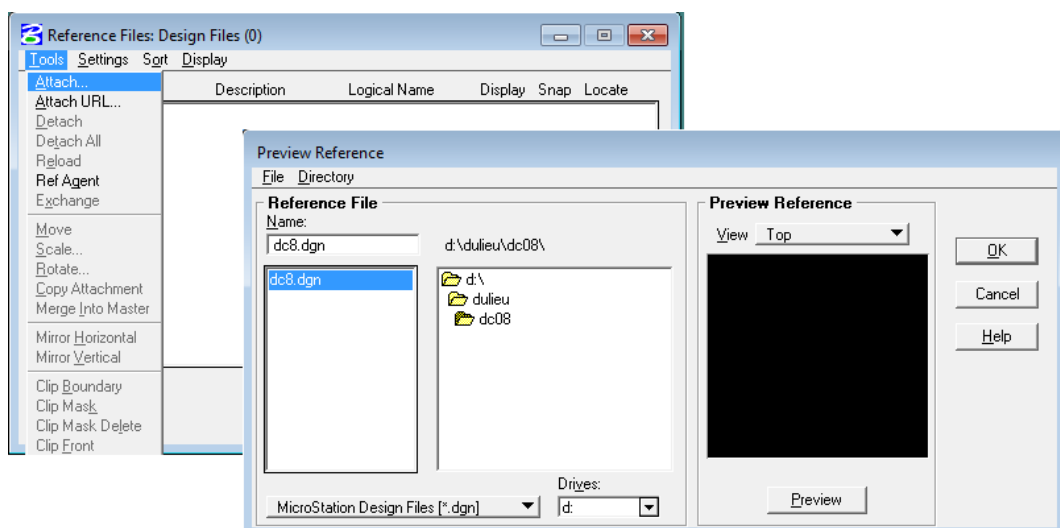 Reference Files: Design Files (0)
Tools Settings Sort Display
Attach...
Description Logical Name Display Snap Locate
Attach URL...
Detach
Detach All
Reload
Ref Agent
Exchange
Move
Scale...
Rotate...
Copy Attachment
Merge Into Master
Mirror Horizontal
Mirror Vertical
Clip Boundary
Clip Mask
Clip Mask Delete
Clip Front
Preview Reference
File Directory
Reference File
Name:
dc8.dgn d:\dulieu\dc08\
dc8.dgn
d:\
dulieu
dc08
MicroStation Design Files [*.dgn]
Drives:
d:
Preview Reference
View Top
Preview
OK
Cancel
Help